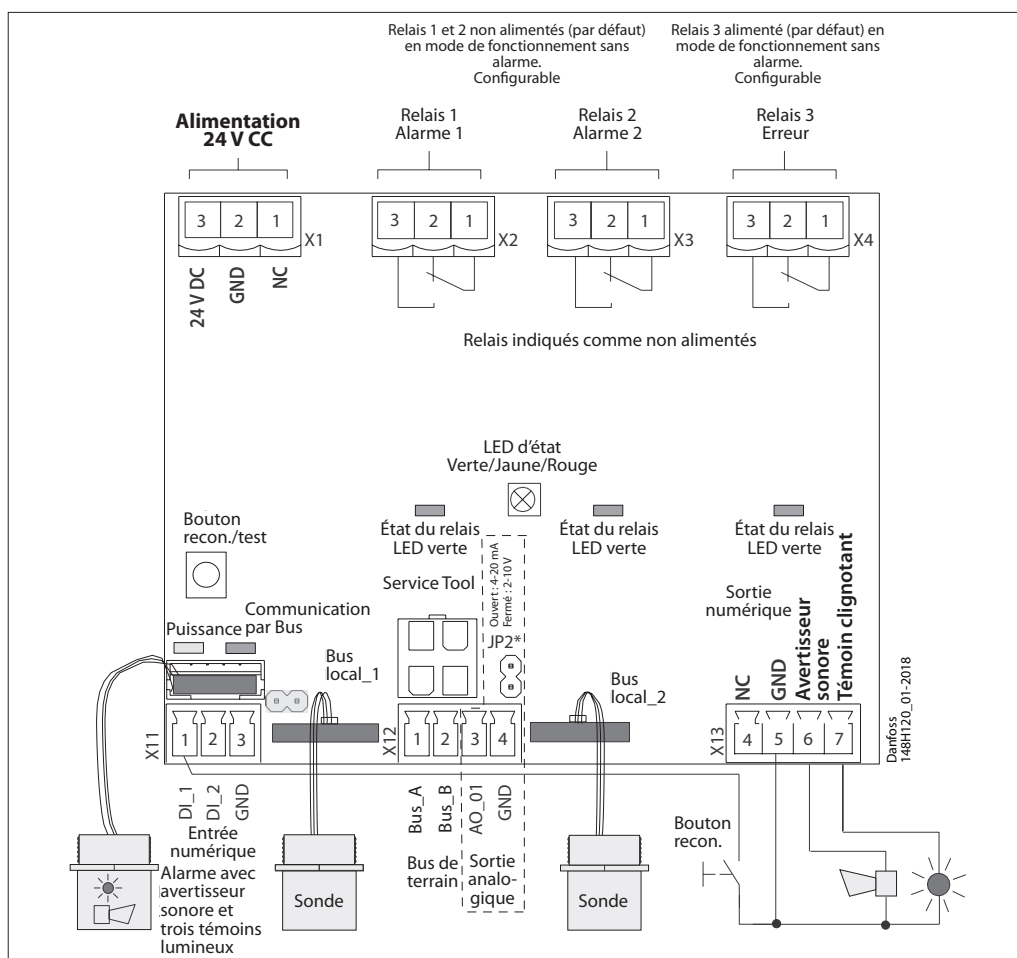 Relais 1 et 2 non alimentés (par défaut)
en mode de fonctionnement sans
alarme.
Configurable
Relais 3 alimenté (par défaut) en
mode de fonctionnement sans
alarme.
Configurable
Alimentation
24 V CC
Relais 1
Alarme 1
Relais 2
Alarme 2
Relais 3
Erreur
3 2 1
X1
3 2 1
X2
3 2 1
X3
3 2 1
X4
24 V DC
GND
NC
Relais indiqués comme non alimentés
LED d’état
Verte/Jaune/Rouge
Bouton
recon./test
État du relais
LED verte
État du relais
LED verte
État du relais
LED verte
Service Tool
Ouvert : 4-20 mA
Fermé : 2-10 V
JP2*
Sortie
numérique
Puissance
Communication
par Bus
Bus
local_1
Bus
local_2
NC
GND
Avertisseur
sonore
Témoin clignotant
X11
1 2 3
X12
1 2 3 4
X13
4 5 6 7
Danfoss
148H120_01-2018
DI_1
DI_2
GND
Bus_A
Bus_B
AO_01
GND
Entrée
numérique
Alarme avec
avertisseur
sonore et
trois témoins
lumineux
Sonde
Bus de
terrain
Sortie
analo-
gique
Sonde
Bouton
recon.